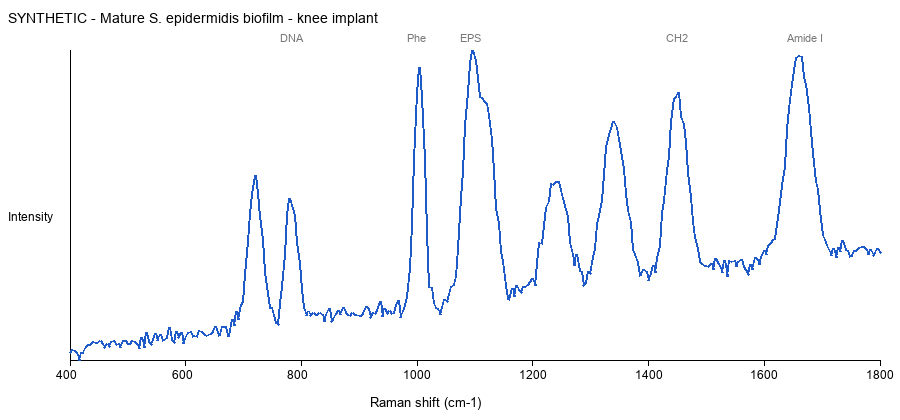 SYNTHETIC - Mature S. epidermidis biofilm - knee implant
DNA Phe EPS CH2 Amide I
Intensity
400 600 800 1000 1200 1400 1600 1800
Raman shift (cm-1)